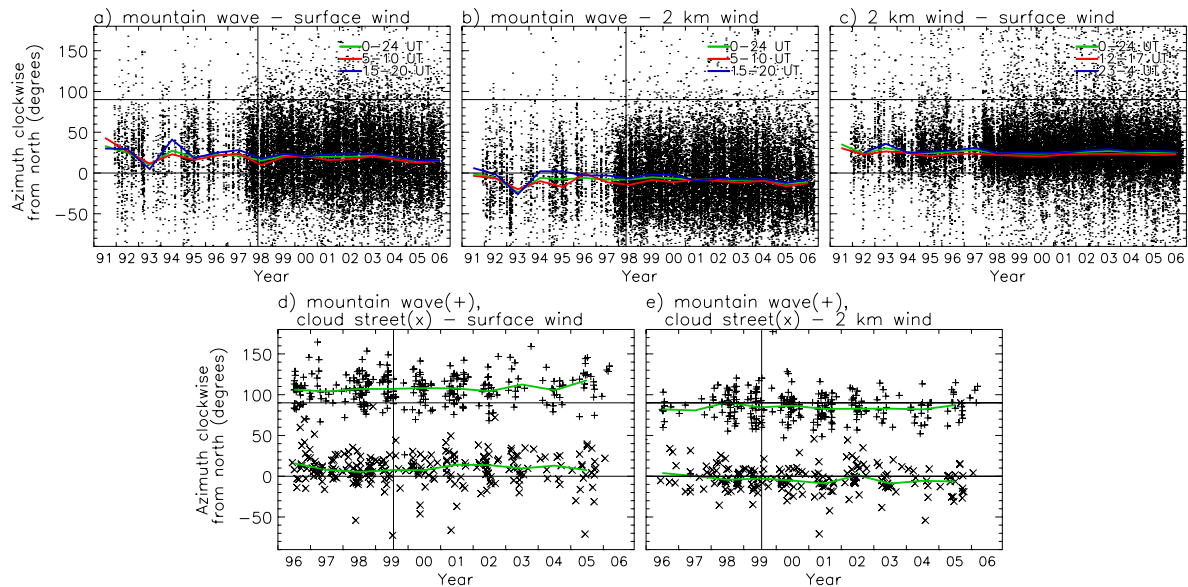 a) mountain wave – surface wind
b) mountain wave – 2 km wind
c) 2 km wind – surface wind
0–24 UT
5–10 UT
15–20 UT
0–24 UT
5–10 UT
15–20 UT
0–24 UT
12–17 UT
23–4 UT
Azimuth clockwise
from north (degrees)
150
100
50
0
−50
91 92 93 94 95 96 97 98 99 00 01 02 03 04 05 06
91 92 93 94 95 96 97 98 99 00 01 02 03 04 05 06
91 92 93 94 95 96 97 98 99 00 01 02 03 04 05 06
Year
Year
Year
d) mountain wave(+),
cloud street(x) – surface wind
e) mountain wave(+),
cloud street(x) – 2 km wind
Azimuth clockwise
from north (degrees)
150
100
50
0
−50
96 97 98 99 00 01 02 03 04 05 06
96 97 98 99 00 01 02 03 04 05 06
Year
Year